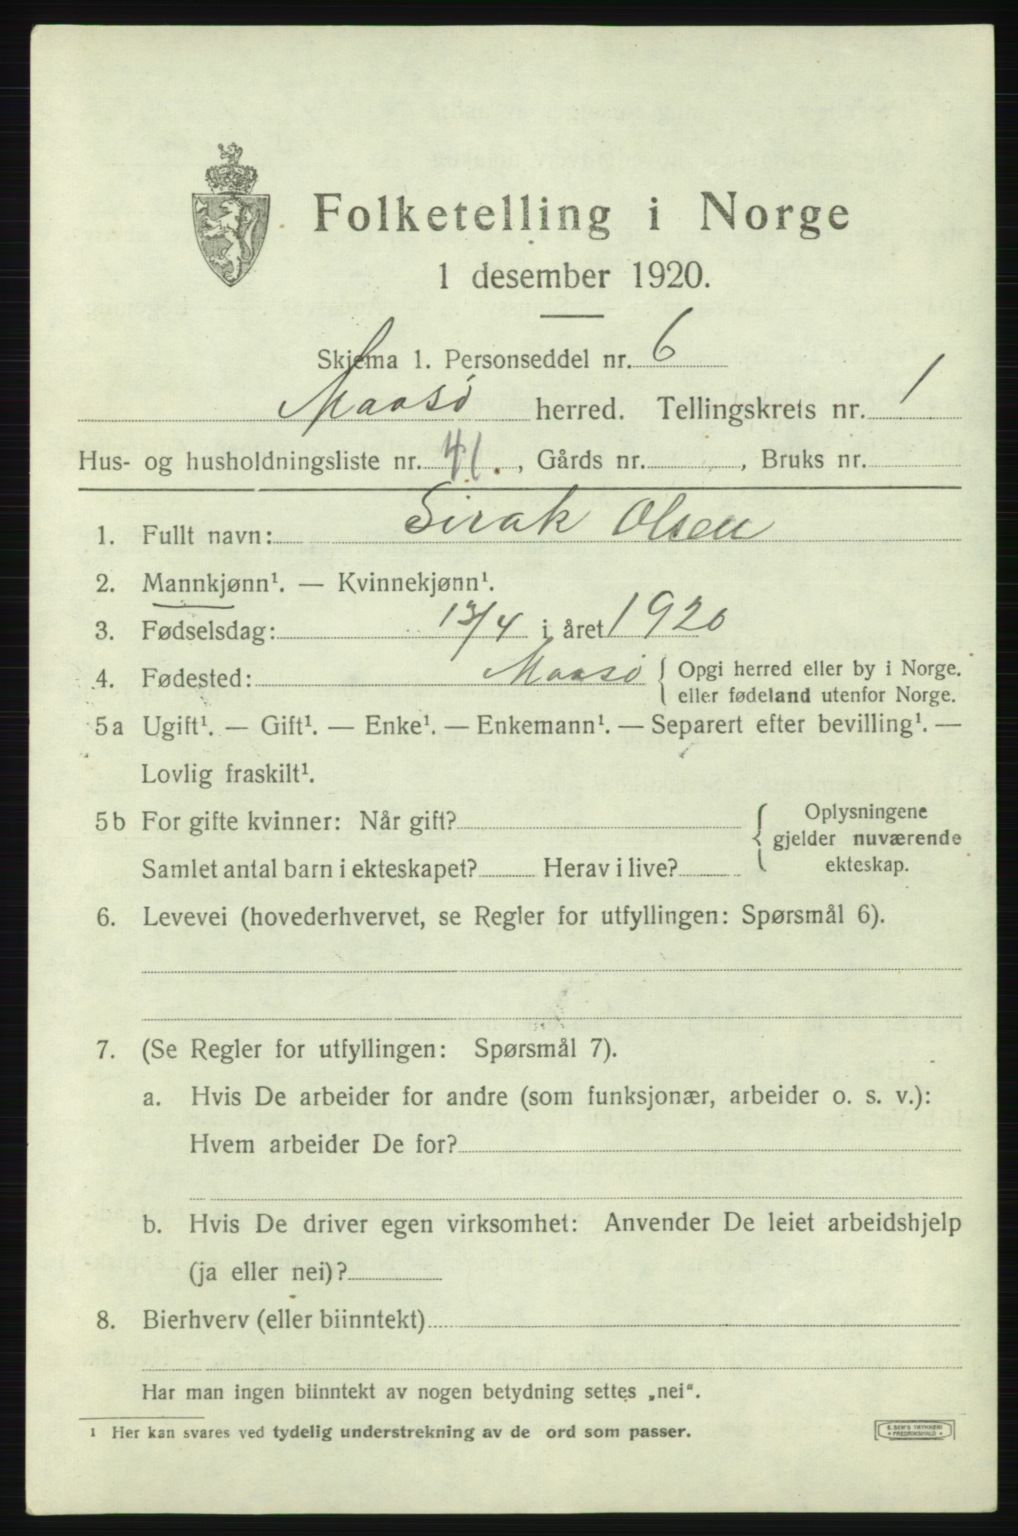 Folketelling i Norge
1 desember 1920.
Skjema 1. Personseddel nr. 6
Maasø herred. Tellingskrets nr. 1
Hus- og husholdningsliste nr. 41. , Gårds nr. , Bruks nr.
1. Fullt navn: Sirak Olsen
2. Mannkjønn¹. — Kvinnekjønn¹.
3. Fødselsdag: 13/4 i året 1920
4. Fødested: Maasø { Opgi herred eller by i Norge.
eller fødeland utenfor Norge.
5a Ugift¹. — Gift¹. — Enke¹. — Enkemann¹. — Separert efter bevilling¹. —
Lovlig fraskilt¹.
5b For gifte kvinner: Når gift? { Oplysningene
gjelder nuværende
Samlet antal barn i ekteskapet? Herav i live? ekteskap.
6. Levevei (hovederhvervet, se Regler for utfyllingen: Spørsmål 6).
7. (Se Regler for utfyllingen: Spørsmål 7).
a. Hvis De arbeider for andre (som funksjonær, arbeider o. s. v.):
Hvem arbeider De for?
b. Hvis De driver egen virksomhet: Anvender De leiet arbeidshjelp
(ja eller nei)?
8. Bierhverv (eller biinntekt)
Har man ingen biinntekt av nogen betydning settes „nei".
¹ Her kan svares ved tydelig understrekning av de ord som passer.
FREDRIKSHALD